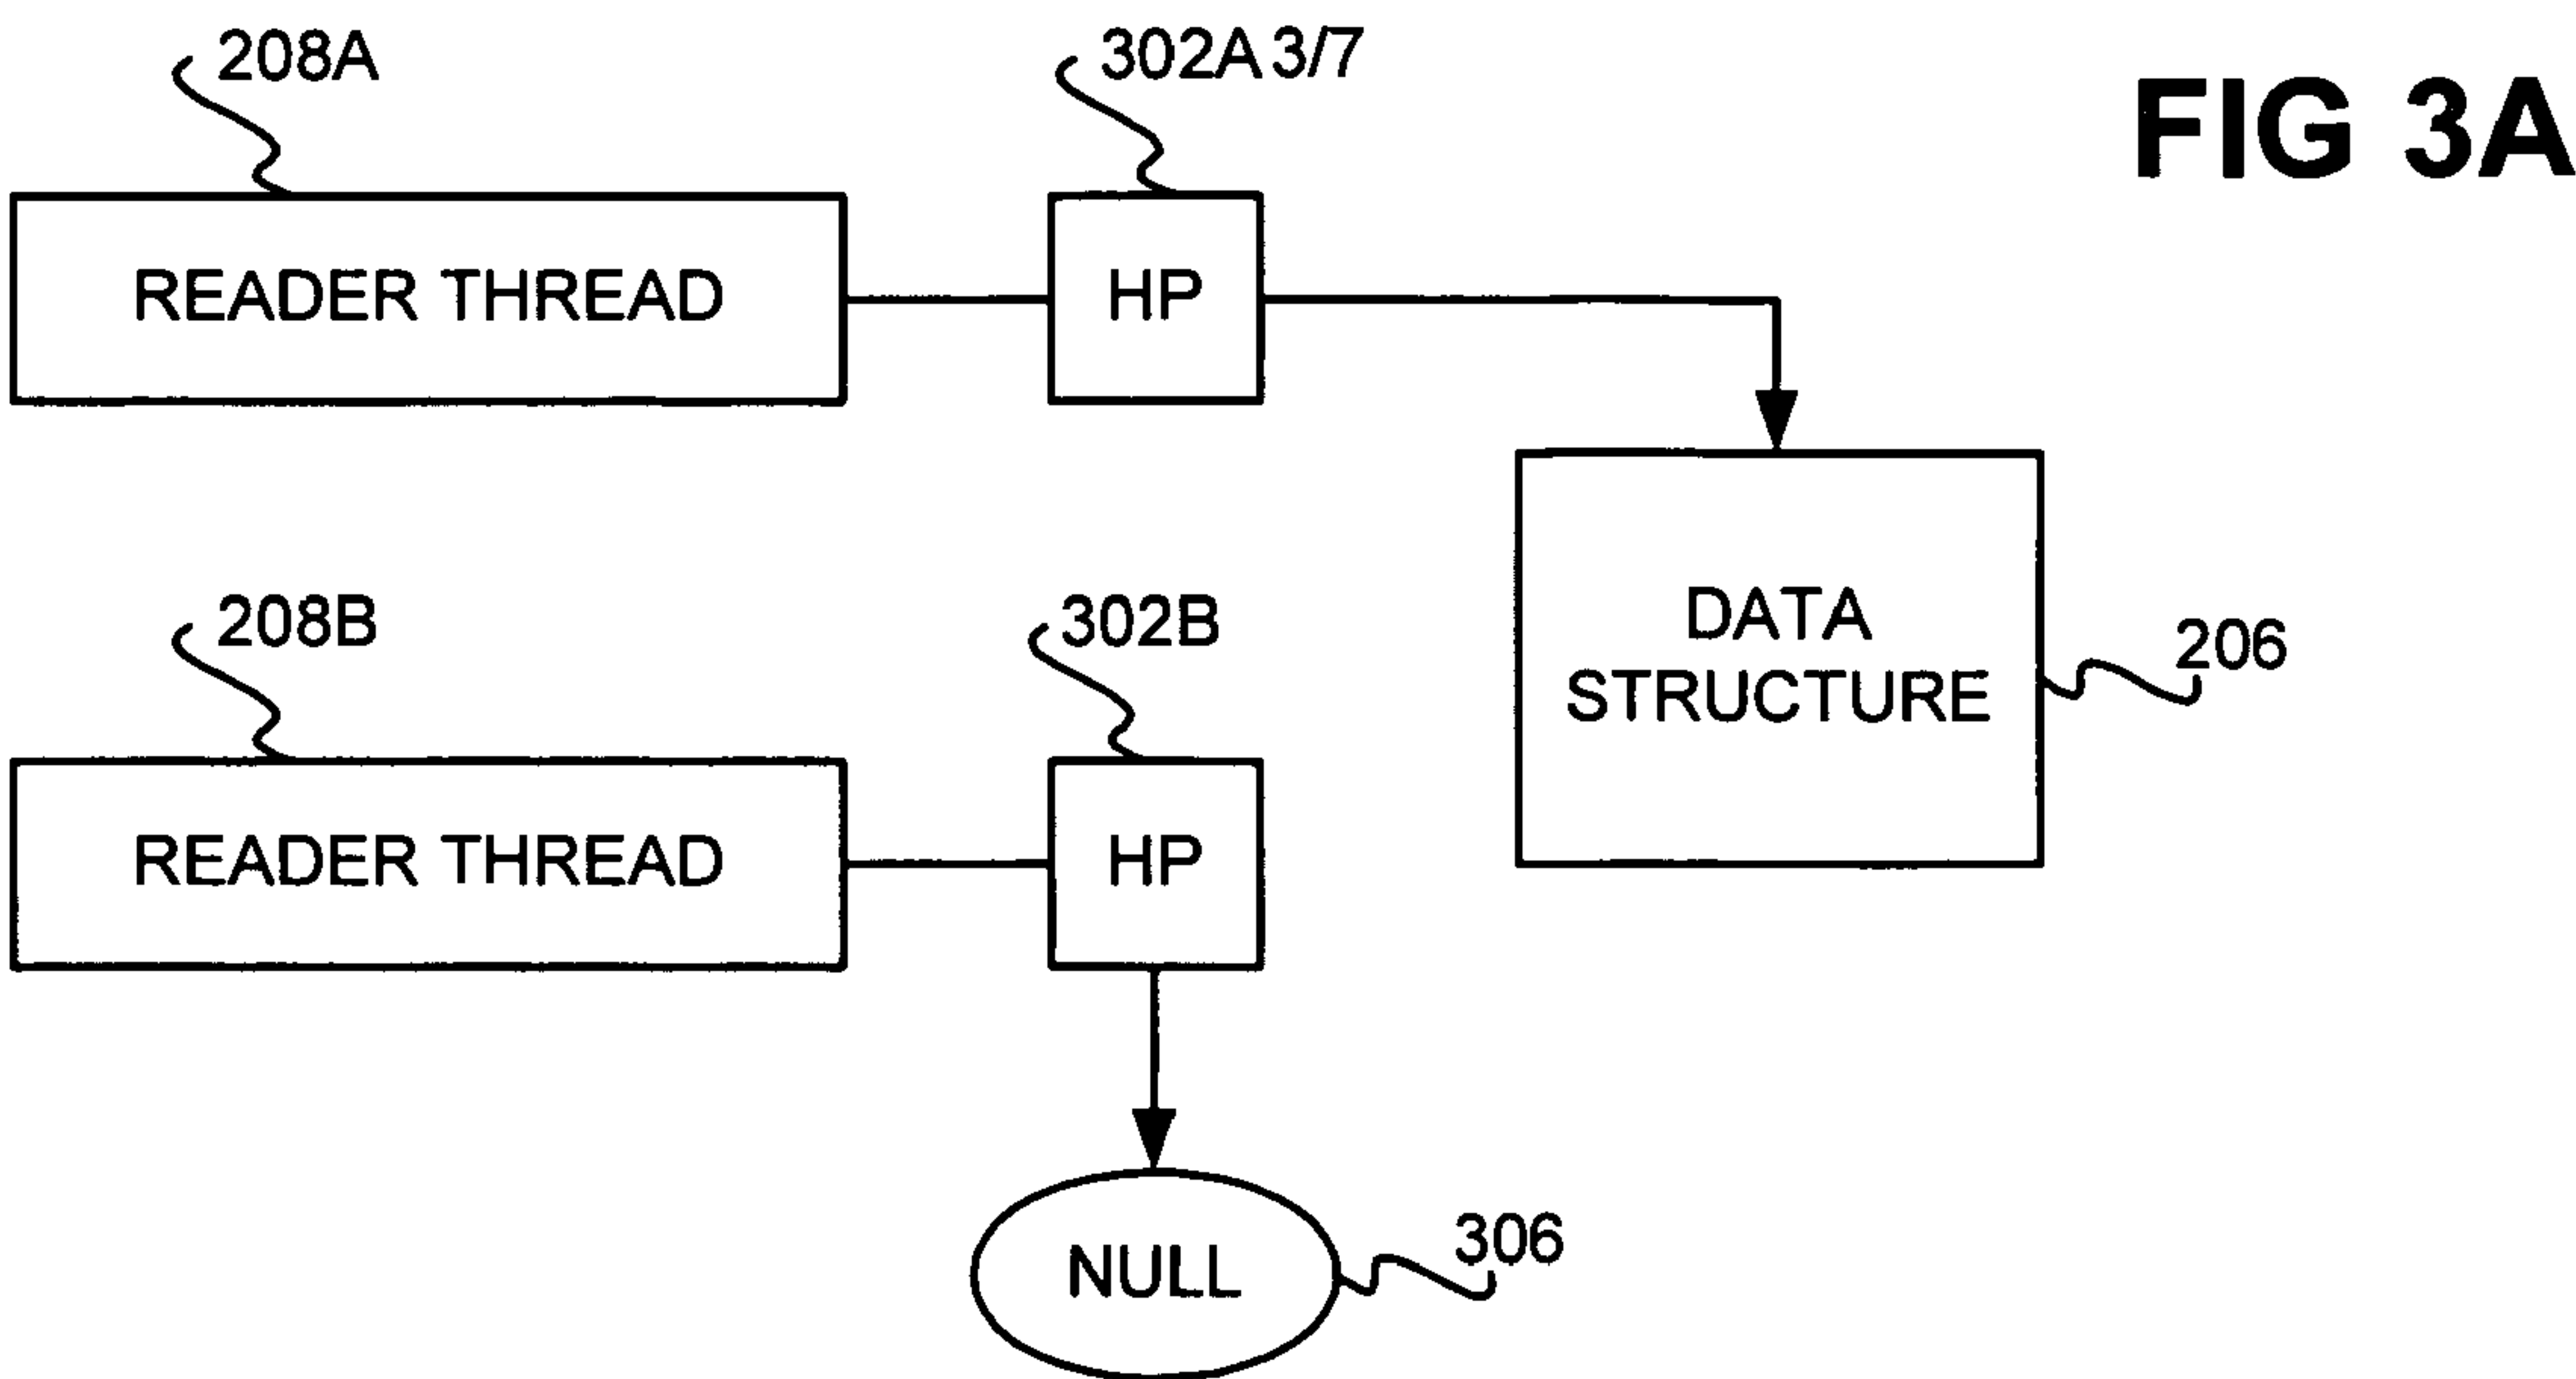 208A
302A 3/7
FIG 3A
READER THREAD
HP
DATA
STRUCTURE
206
208B
302B
READER THREAD
HP
NULL
306